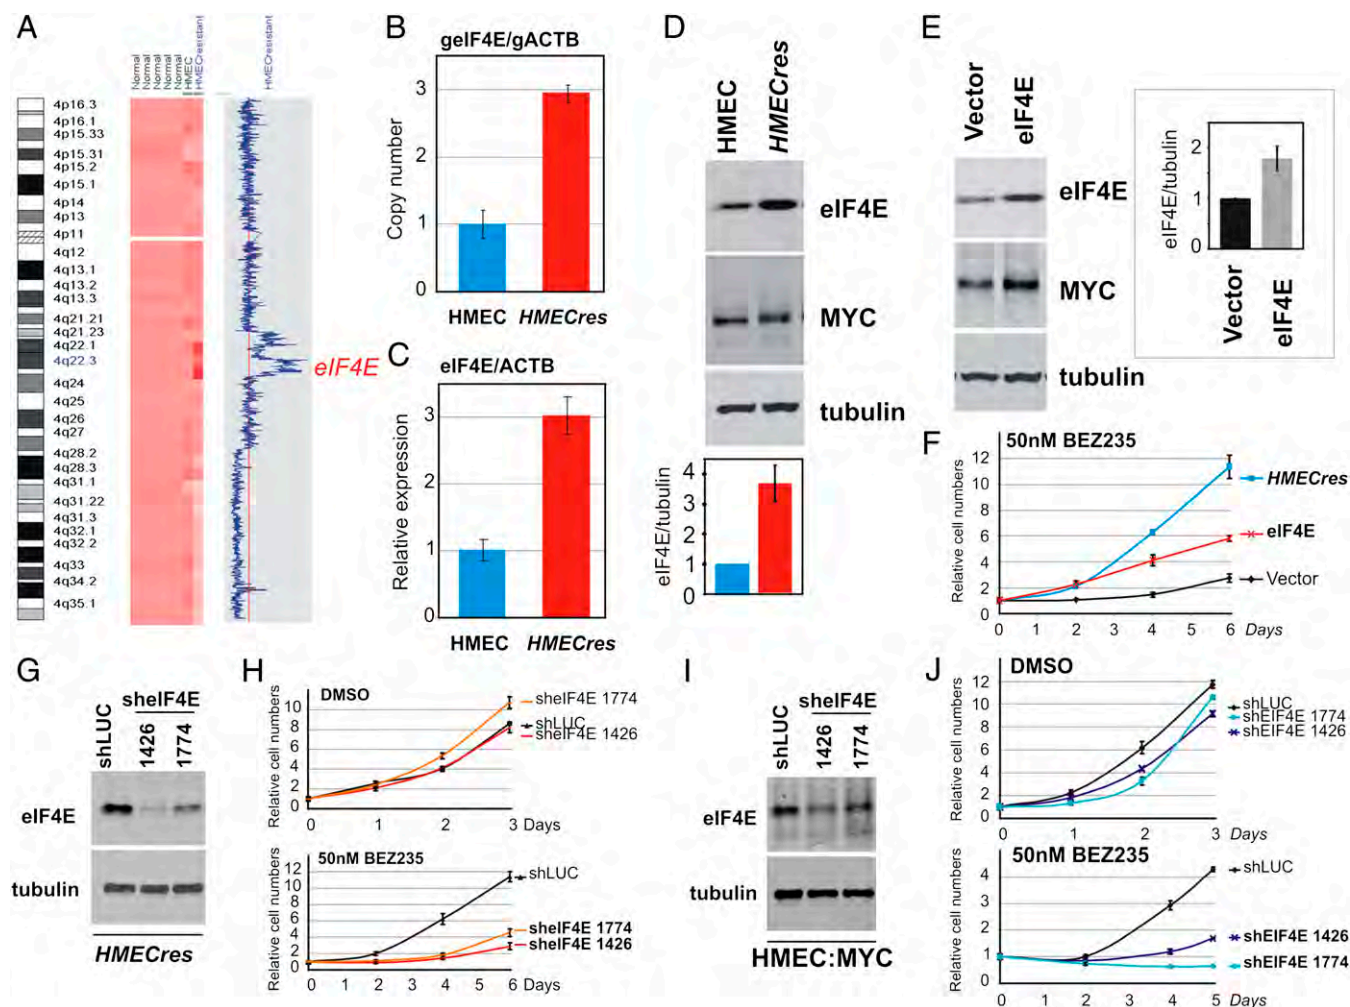 A
Normal
Normal
Normal
Normal
Normal
HMEC
HMECresistant
HMECresistant
4p16.3
4p16.1
4p15.33
4p15.31
4p15.2
4p15.1
4p14
4p13
4p11
4q12
4q13.1
4q13.2
4q13.3
4q21.21
4q21.23
4q22.1
4q22.3
4q24
4q25
4q26
4q27
4q28.2
4q28.3
4q31.1
4q31.22
4q31.3
4q32.1
4q32.2
4q33
4q34.2
4q35.1
eIF4E
B
geIF4E/gACTB
Copy number
3
2
1
0
HMEC HMECres
C
eIF4E/ACTB
Relative expression
3
2
1
0
HMEC HMECres
D
HMEC
HMECres
eIF4E
MYC
tubulin
eIF4E/tubulin
4
3
2
1
0
E
Vector
eIF4E
eIF4E
MYC
tubulin
eIF4E/tubulin
2
1
0
Vector
eIF4E
F
50nM BEZ235
Relative cell numbers
12
10
8
6
4
2
0
0 1 2 3 4 5 6 Days
HMECres
eIF4E
Vector
G
sheIF4E
shLUC
1426
1774
eIF4E
tubulin
HMECres
H
DMSO
Relative cell numbers
10
8
6
4
2
0
0 1 2 3 Days
sheIF4E 1774
shLUC
sheIF4E 1426
50nM BEZ235
Relative cell numbers
12
10
8
6
4
2
0
0 1 2 3 4 5 6 Days
shLUC
sheIF4E 1774
sheIF4E 1426
I
sheIF4E
shLUC
1426
1774
eIF4E
tubulin
HMEC:MYC
J
DMSO
Relative cell numbers
12
10
8
6
4
2
0
0 1 2 3 Days
shLUC
shEIF4E 1774
shEIF4E 1426
50nM BEZ235
Relative cell numbers
4
3
2
1
0
0 1 2 3 4 5 Days
shLUC
shEIF4E 1426
shEIF4E 1774